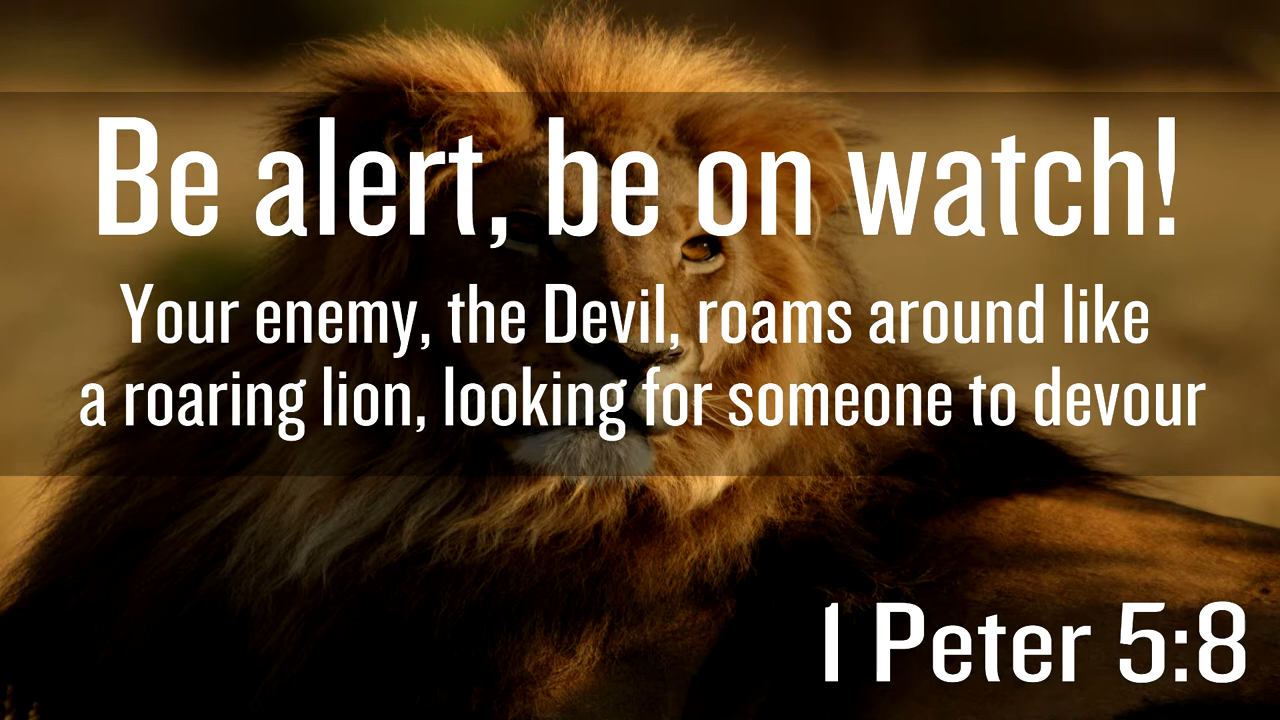 Be alert, be on watch!
Your enemy, the Devil, roams around like
a roaring lion, looking for someone to devour
1 Peter 5:8